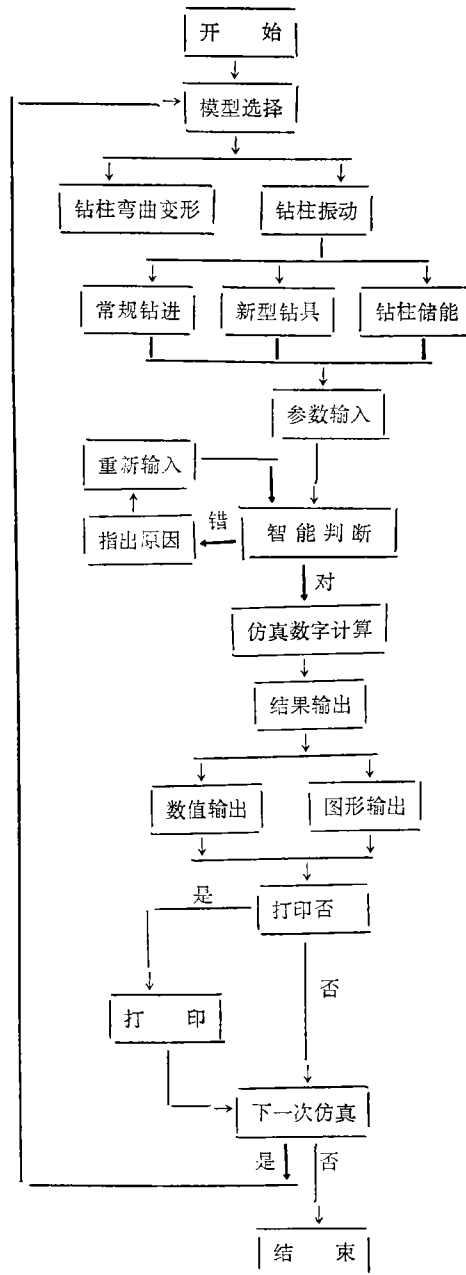 开 始
模型选择
钻柱弯曲变形 钻柱振动
常规钻进 新型钻具 钻柱储能
参数输入
重新输入
错
指出原因 智能判断
对
仿真数字计算
结果输出
数值输出 图形输出
是 打印否
否
打 印
下一次仿真
是 否
结 束